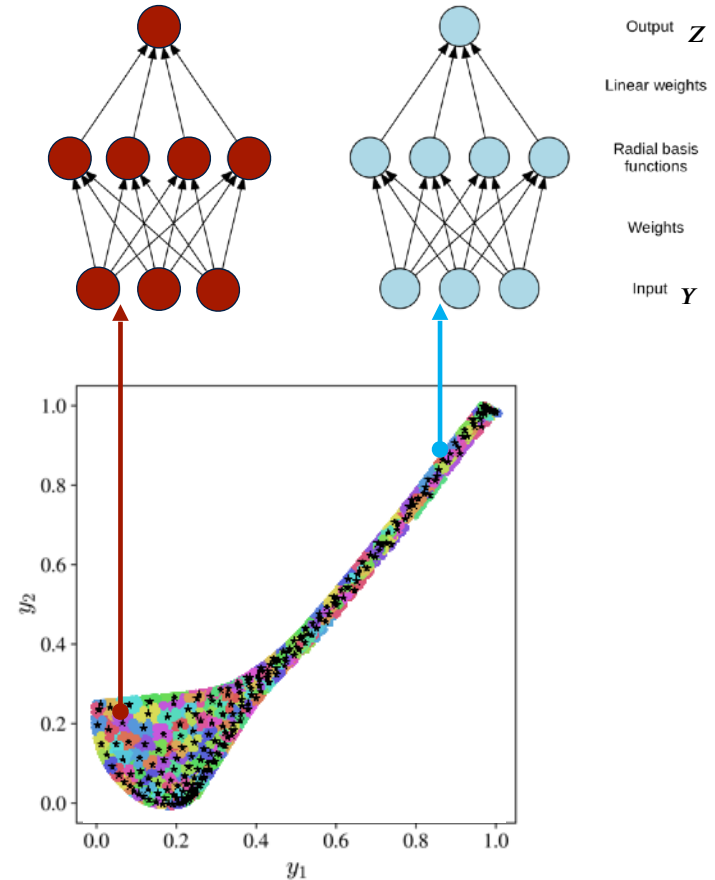 Output Z
Linear weights
Radial basis
functions
Weights
Input Y
1.0
0.8
0.6
0.4
0.2
0.0
y2
0.0 0.2 0.4 0.6 0.8 1.0
y1